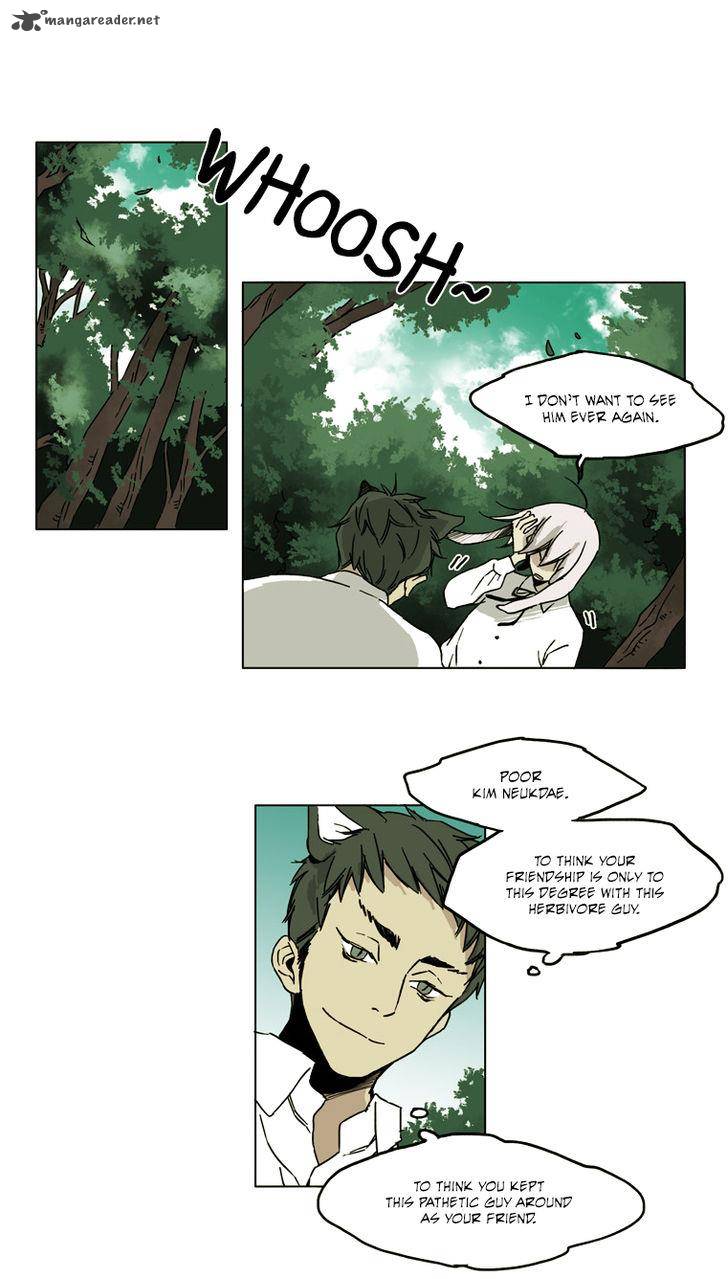 mangareader.net
WHOOSH~
I DON'T WANT TO SEE
HIM EVER AGAIN.
POOR
KIM NEUKDAE.
TO THINK YOUR
FRIENDSHIP IS ONLY TO
THIS DEGREE WITH THIS
HERBIVORE GUY.
TO THINK YOU KEPT
THIS PATHETIC GUY AROUND
AS YOUR FRIEND.